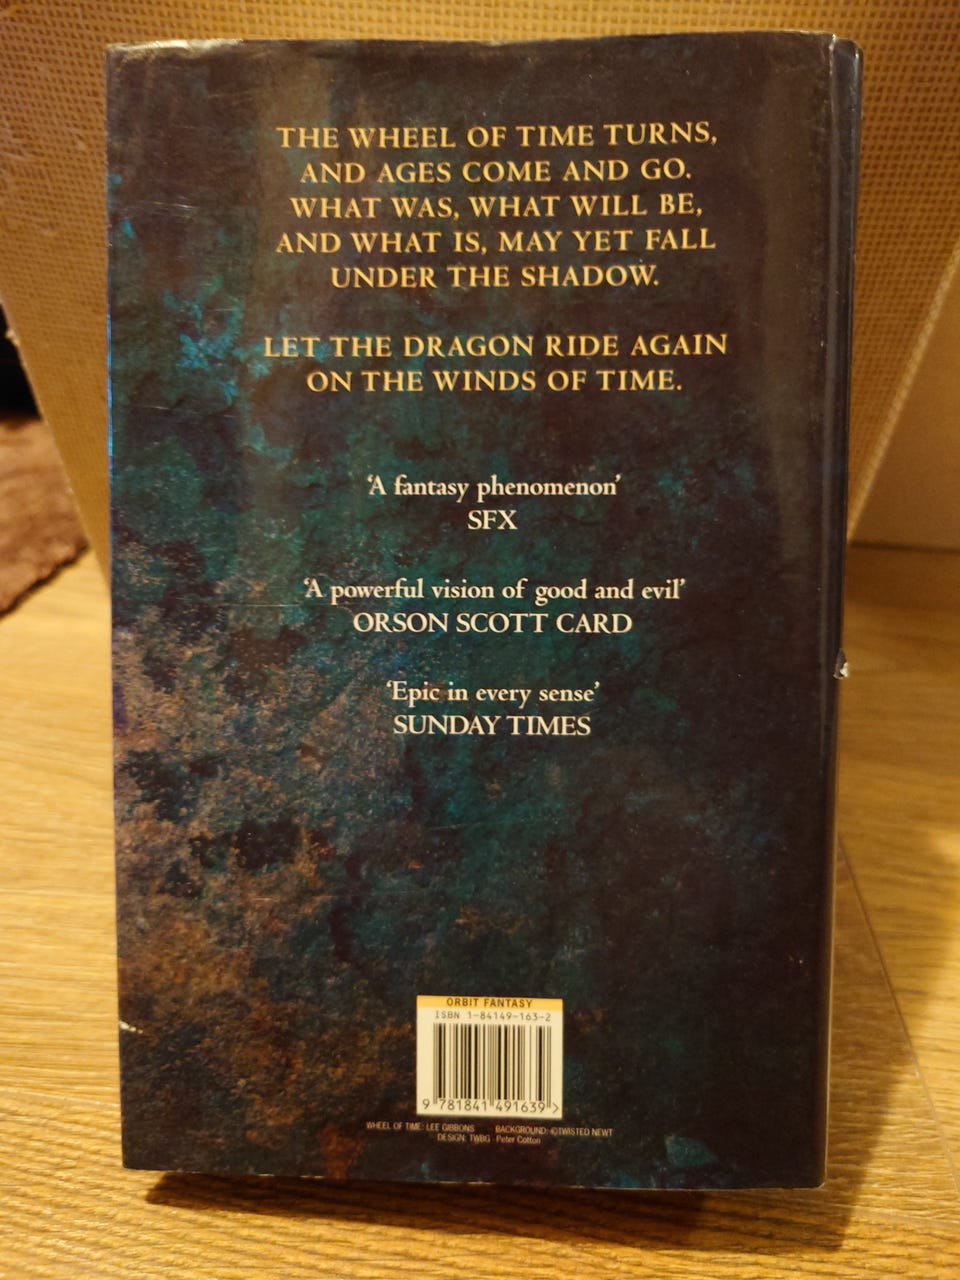 THE WHEEL OF TIME TURNS,
AND AGES COME AND GO.
WHAT WAS, WHAT WILL BE,
AND WHAT IS, MAY YET FALL
UNDER THE SHADOW.
LET THE DRAGON RIDE AGAIN
ON THE WINDS OF TIME.
‘A fantasy phenomenon’
SFX
‘A powerful vision of good and evil’
ORSON SCOTT CARD
‘Epic in every sense’
SUNDAY TIMES
ORBIT FANTASY
ISBN 1-84149-163-2
9 781841 491639 >
WHEEL OF TIME: LEE GIBBONS BACKGROUND: ©TWISTED NEWT
DESIGN: TWBG - Peter Cotton